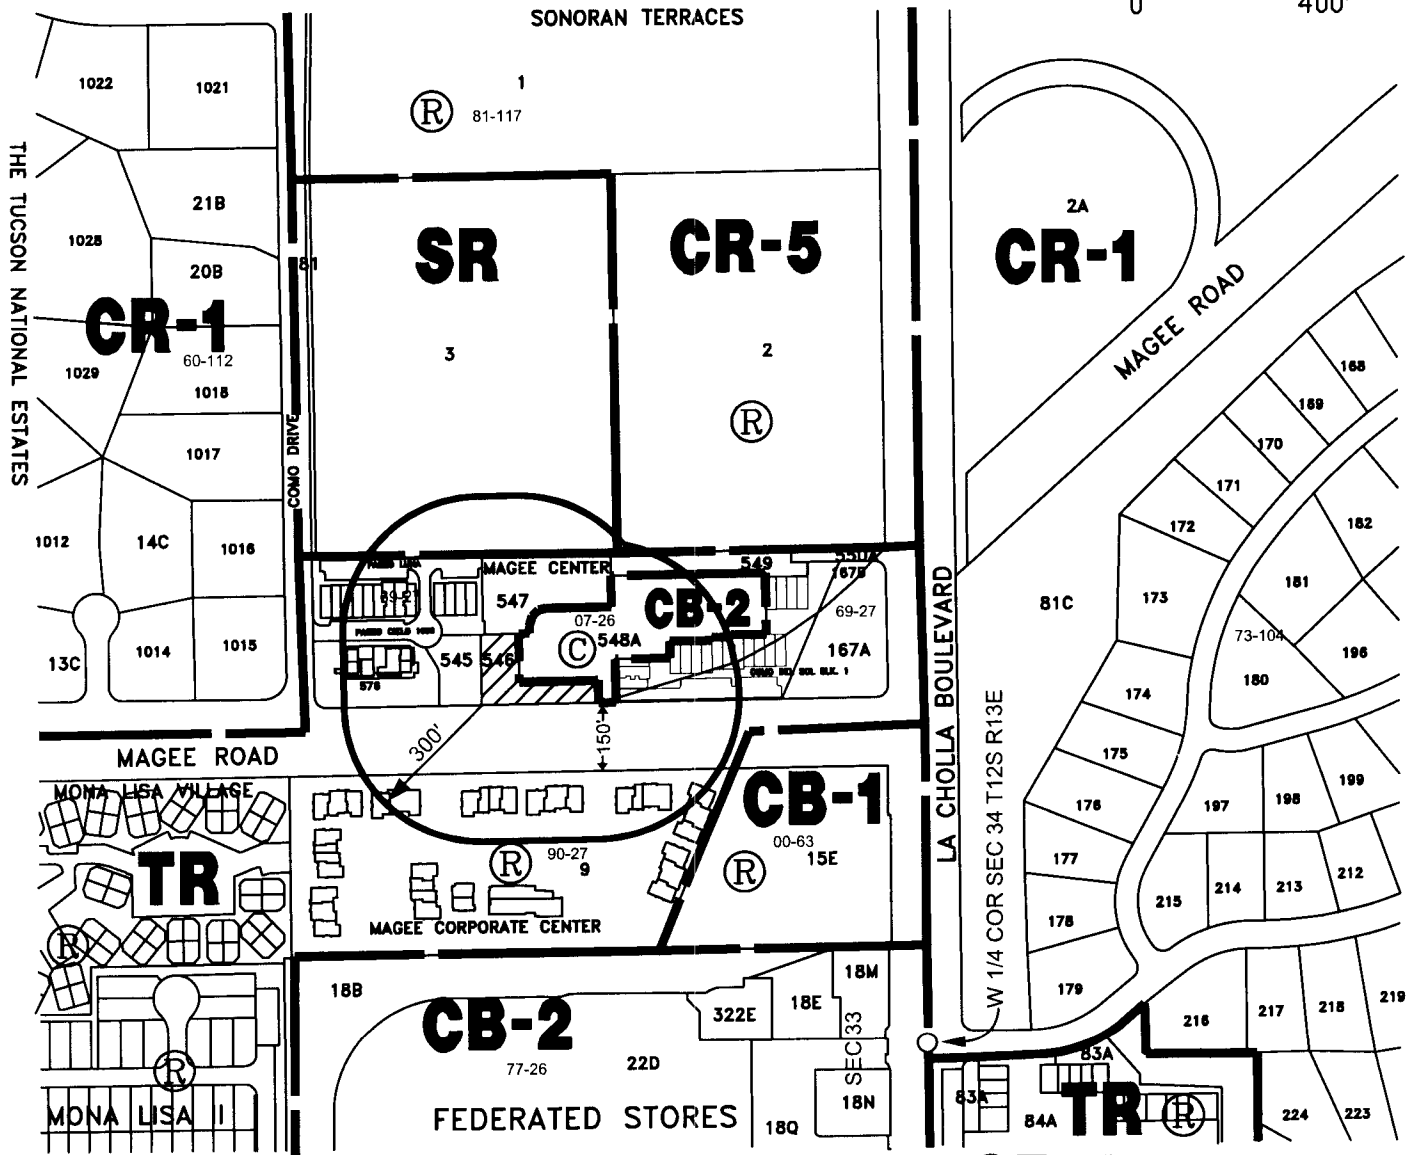 SONORAN TERRACES
0 400'
1022
1021
1
R
81-117
THE TUCSON NATIONAL ESTATES
21B
1028
20B
81
SR
CR-5
2A
CR-1
MAGEE ROAD
CR-1
60-112
1029
1018
3
2
R
168
169
170
171
172
182
1017
COMO DRIVE
1012
14C
1016
MAGEE CENTER
549
550A
167B
547
CB-2
07-26
69-27
C
548A
545
546
167A
576
81C
173
181
73-104
196
180
174
13C
1014
1015
LA CHOLLA BOULEVARD
W 1/4 COR SEC 34 T12S R13E
300'
150'
MAGEE ROAD
MONA LISA VILLAGE
CB-1
00-63
15E
R
175
176
177
178
179
197
198
199
215
214
213
212
TR
R
90-27
R
9
MAGEE CORPORATE CENTER
18B
CB-2
77-26
22D
322E
18E
18M
SEC 33
18N
18Q
FEDERATED STORES
R
MONA LISA II
216
217
218
219
83A
83A
84A
TR
R
224
223